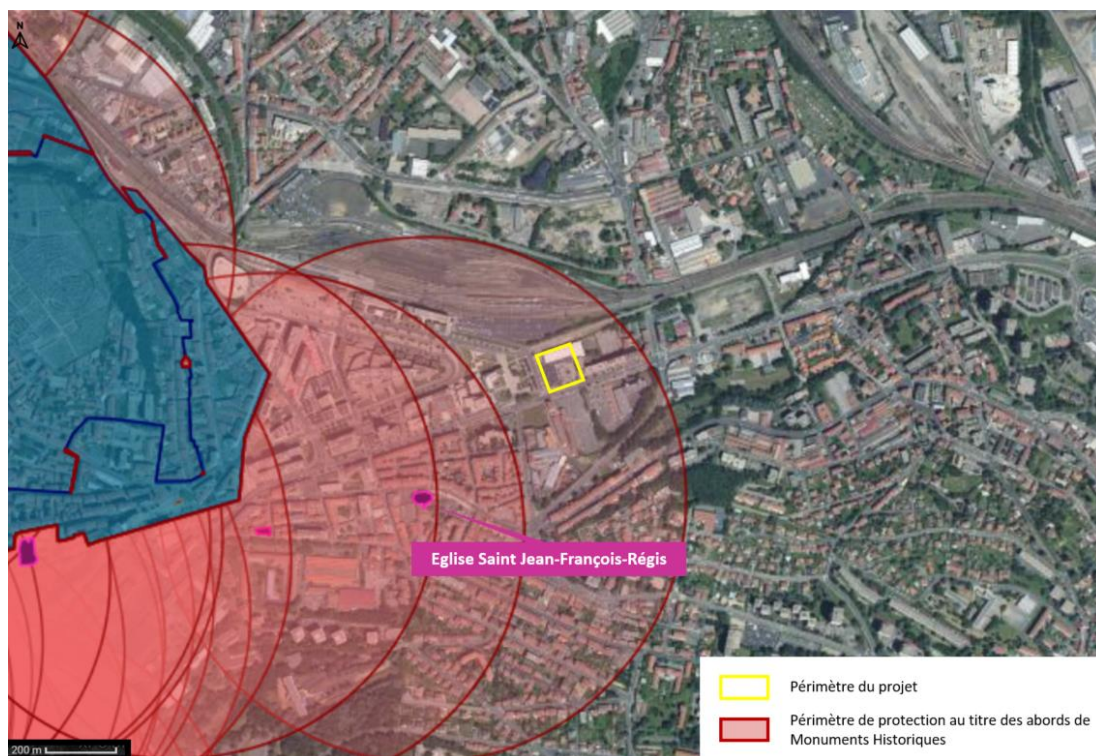 N
Eglise Saint Jean-François-Régis
200 m
Périmètre du projet
Périmètre de protection au titre des abords de
Monuments Historiques